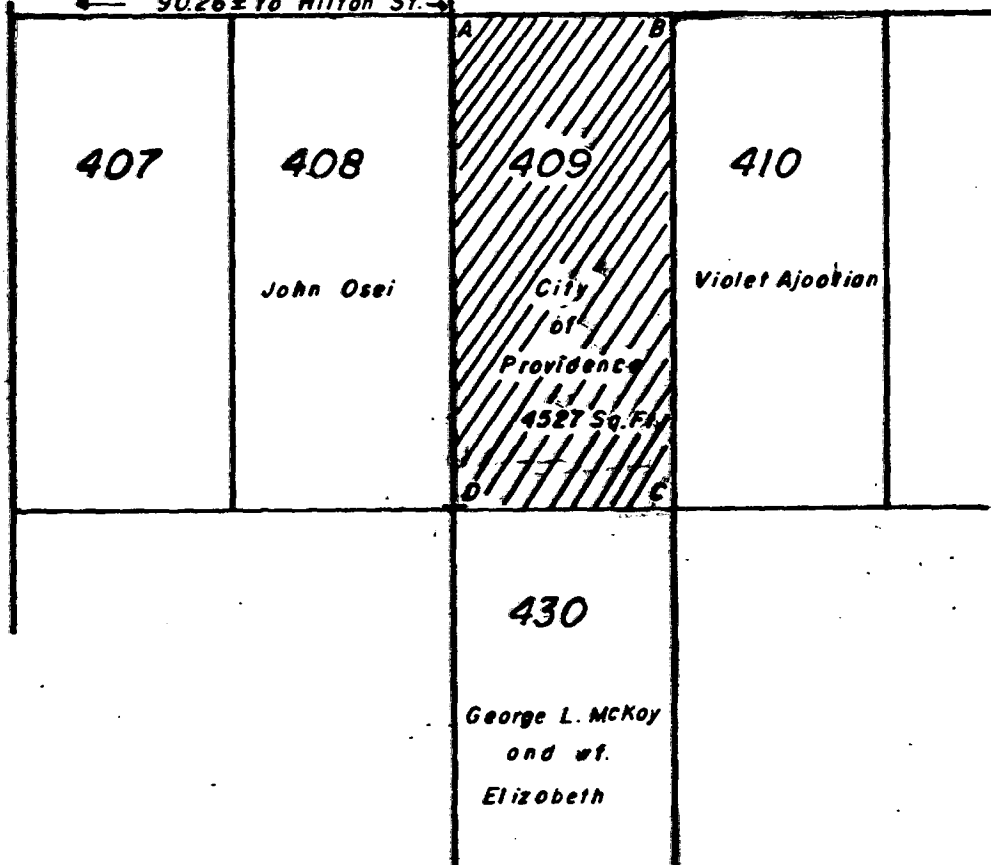 90.26± to Hilton St.
A B
407 408 409 410
John Osei
City
of
Providence
4527 Sq. Ft.
Violet
D C
430
George L. McKoy
and wf.
Elizabeth